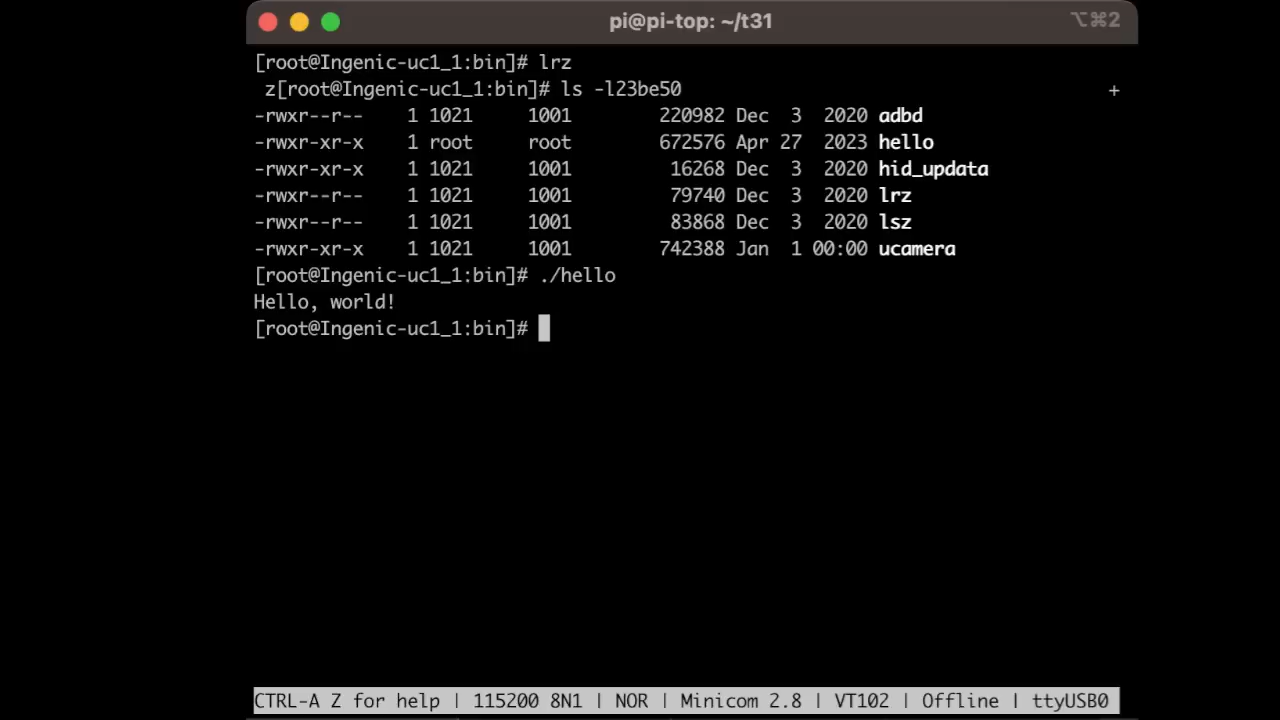 pi@pi-top: ~/t31
⌥⌘2
[root@Ingenic-uc1_1:bin]# lrz
 z[root@Ingenic-uc1_1:bin]# ls -l23be50 +
-rwxr--r--    1 1021     1001        220982 Dec  3  2020 adbd
-rwxr-xr-x    1 root     root        672576 Apr 27  2023 hello
-rwxr-xr-x    1 1021     1001         16268 Dec  3  2020 hid_updata
-rwxr--r--    1 1021     1001         79740 Dec  3  2020 lrz
-rwxr--r--    1 1021     1001         83868 Dec  3  2020 lsz
-rwxr-xr-x    1 1021     1001        742388 Jan  1 00:00 ucamera
[root@Ingenic-uc1_1:bin]# ./hello
Hello, world!
[root@Ingenic-uc1_1:bin]#
CTRL-A Z for help | 115200 8N1 | NOR | Minicom 2.8 | VT102 | Offline | ttyUSB0